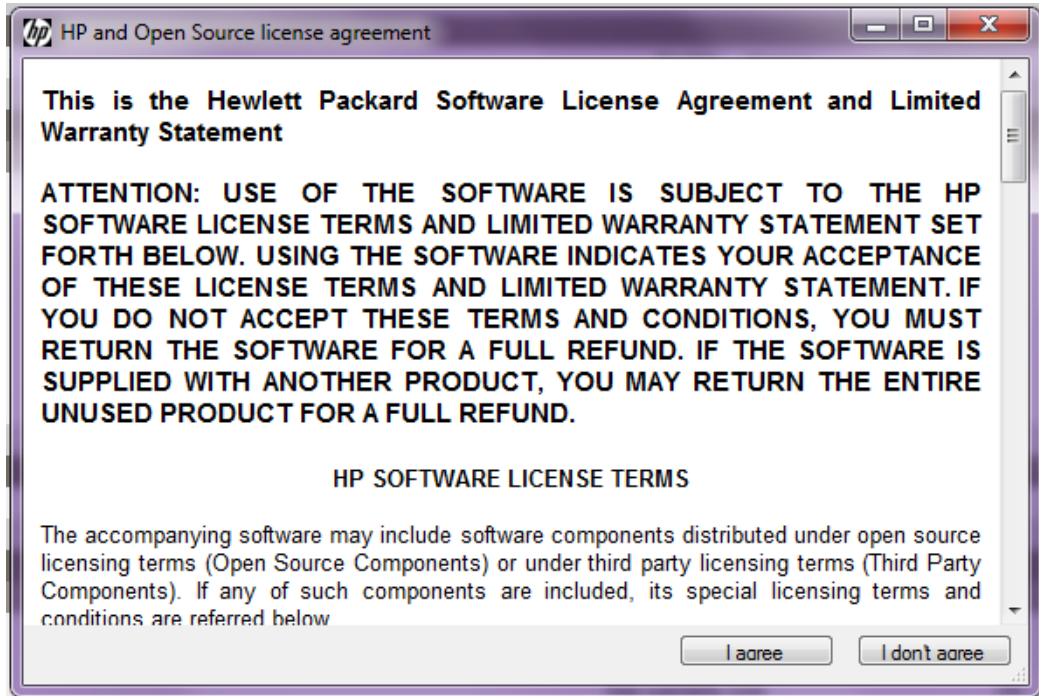 hp HP and Open Source license agreement
This is the Hewlett Packard Software License Agreement and Limited
Warranty Statement
ATTENTION: USE OF THE SOFTWARE IS SUBJECT TO THE HP
SOFTWARE LICENSE TERMS AND LIMITED WARRANTY STATEMENT SET
FORTH BELOW. USING THE SOFTWARE INDICATES YOUR ACCEPTANCE
OF THESE LICENSE TERMS AND LIMITED WARRANTY STATEMENT. IF
YOU DO NOT ACCEPT THESE TERMS AND CONDITIONS, YOU MUST
RETURN THE SOFTWARE FOR A FULL REFUND. IF THE SOFTWARE IS
SUPPLIED WITH ANOTHER PRODUCT, YOU MAY RETURN THE ENTIRE
UNUSED PRODUCT FOR A FULL REFUND.
HP SOFTWARE LICENSE TERMS
The accompanying software may include software components distributed under open source
licensing terms (Open Source Components) or under third party licensing terms (Third Party
Components). If any of such components are included, its special licensing terms and
conditions are referred below
I agree I don't agree